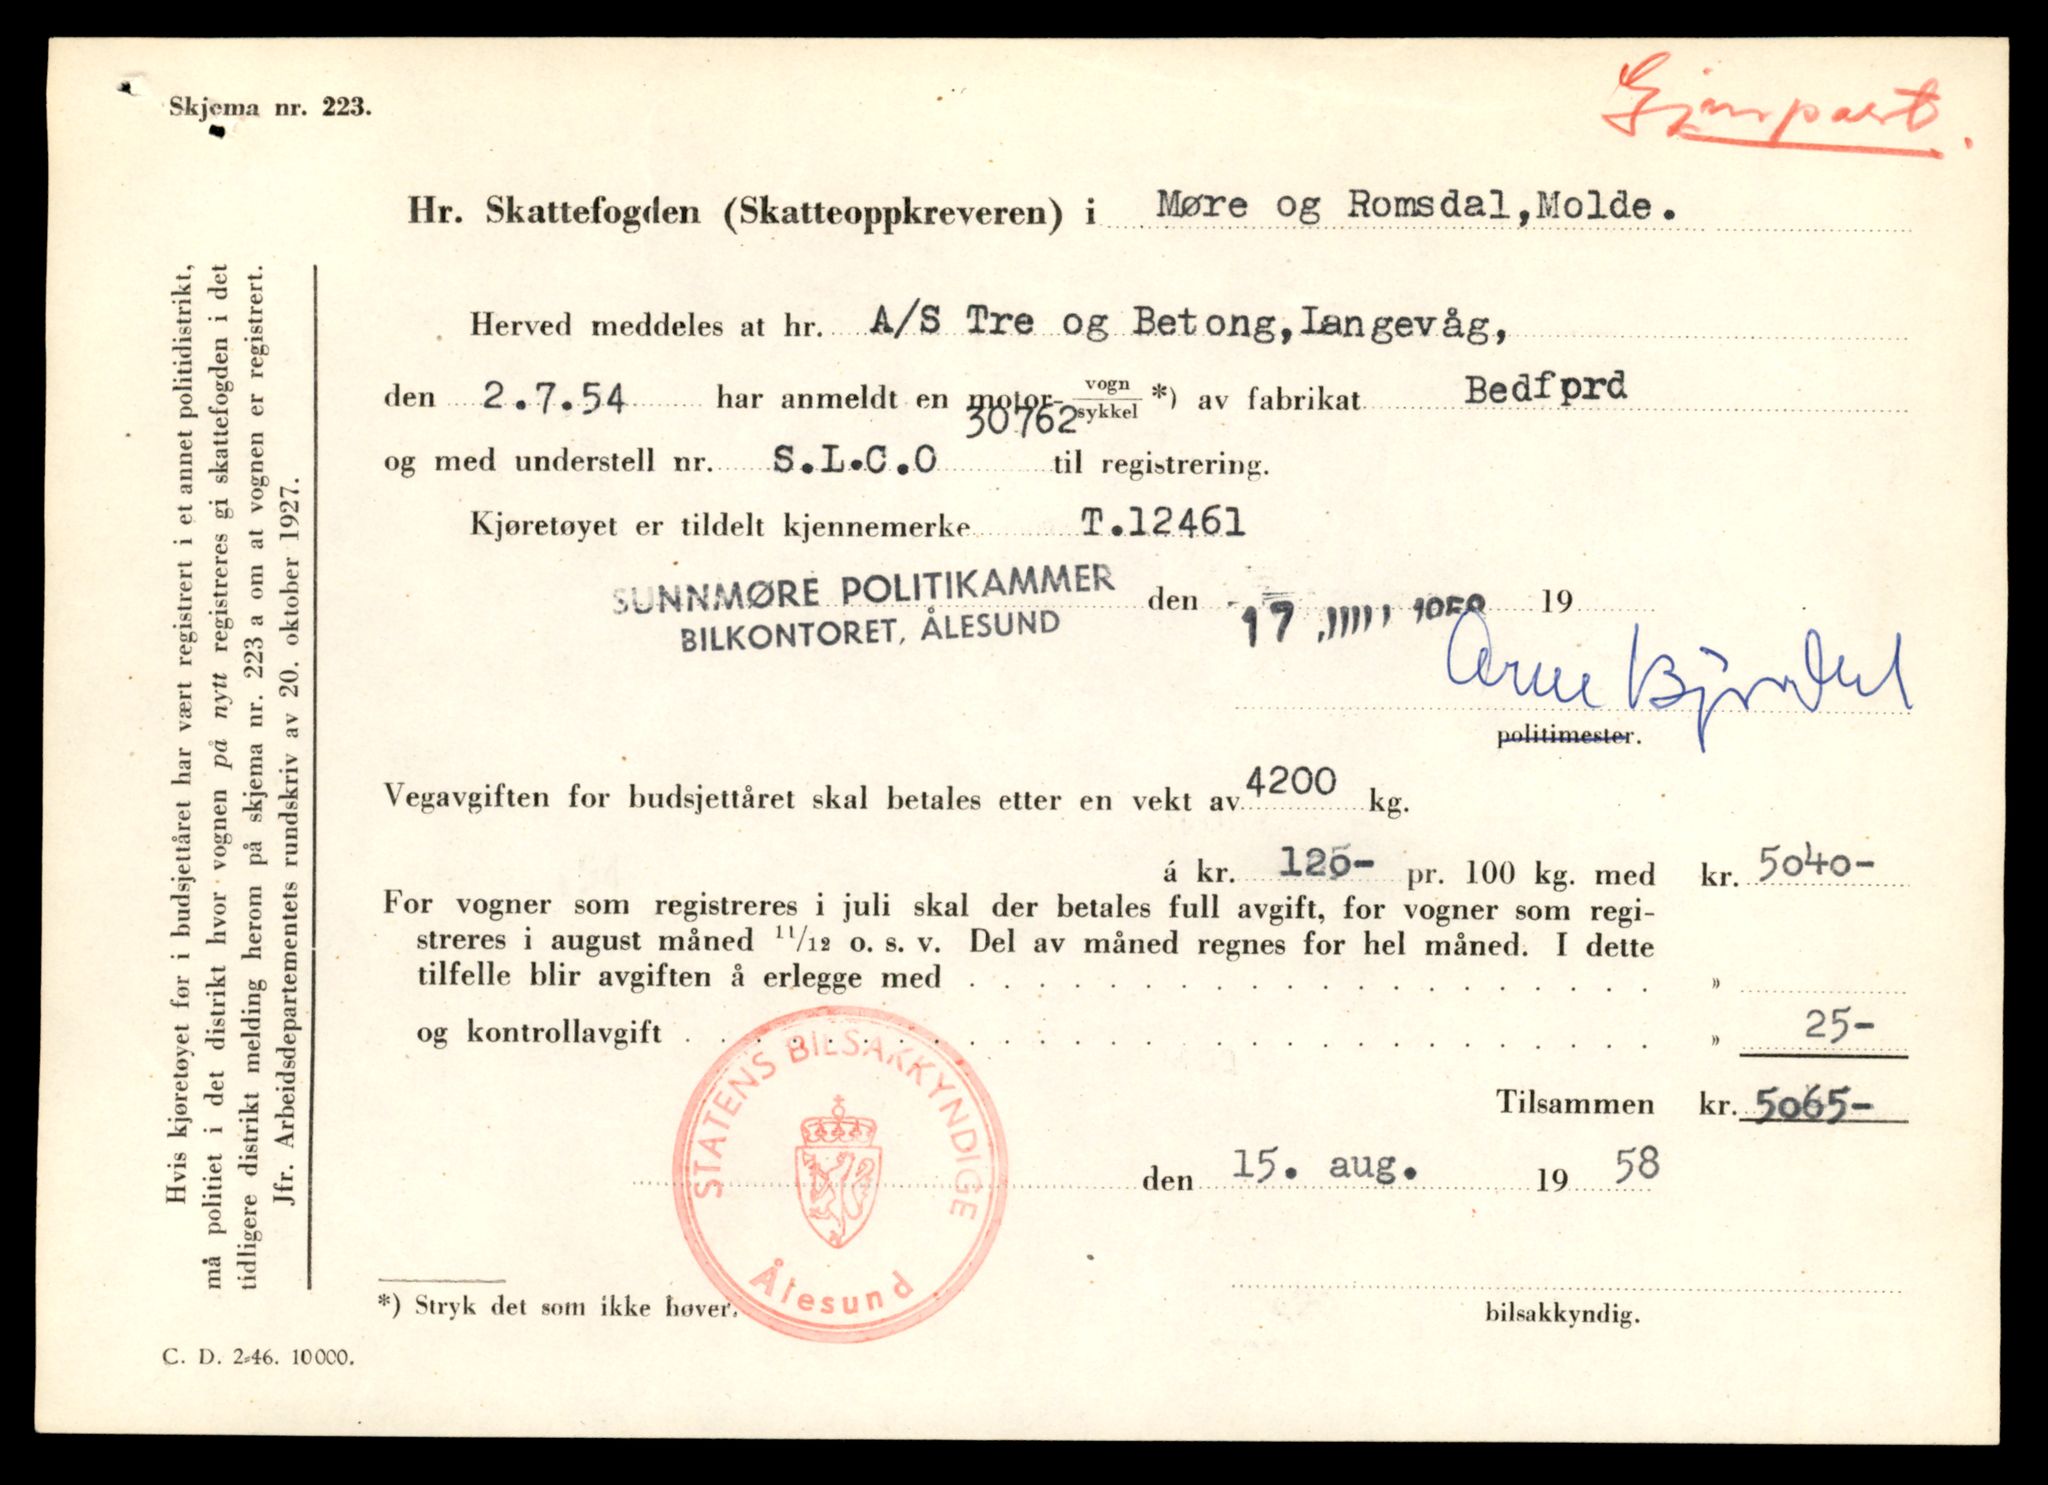 Skjema nr. 223.
Gjenpart.
Hr. Skattefogden (Skatteoppkreveren) i Møre og Romsdal,Molde.
Herved meddeles at hr. A/S Tre og Betong,Langevåg,
den 2.7.54 har anmeldt en motor- vogn/sykkel *) av fabrikat Bedfprd
30762
og med understell nr. S.L.C.O til registrering.
Kjøretøyet er tildelt kjennemerke T.12461
SUNNMØRE POLITIKAMMER den 17 19
BILKONTORET, ÅLESUND
politimester.
Vegavgiften for budsjettåret skal betales etter en vekt av 4200 kg.
á kr. 120- pr. 100 kg. med kr. 5040-
For vogner som registreres i juli skal der betales full avgift, for vogner som regi-
streres i august måned 11/12 o. s. v. Del av måned regnes for hel måned. I dette
tilfelle blir avgiften å erlegge med . . . . . . . . . . . . . . . . . . »
og kontrollavgift . . . . . . . . . . . . . . . . . . . . . . . . . » 25-
Tilsammen kr. 5065-
den 15. aug. 19 58
STATENS BILSAKKYNDIGE
Ålesund
bilsakkyndig.
*) Stryk det som ikke høver.
C. D. 2-46. 10000.
Hvis kjøretøyet før i budsjettåret har vært registrert i et annet politidistrikt,
må politiet i det distrikt hvor vognen på nytt registreres gi skattefogden i det
tidligere distrikt melding herom på skjema nr. 223 a om at vognen er registrert.
Jfr. Arbeidsdepartementets rundskriv av 20. oktober 1927.